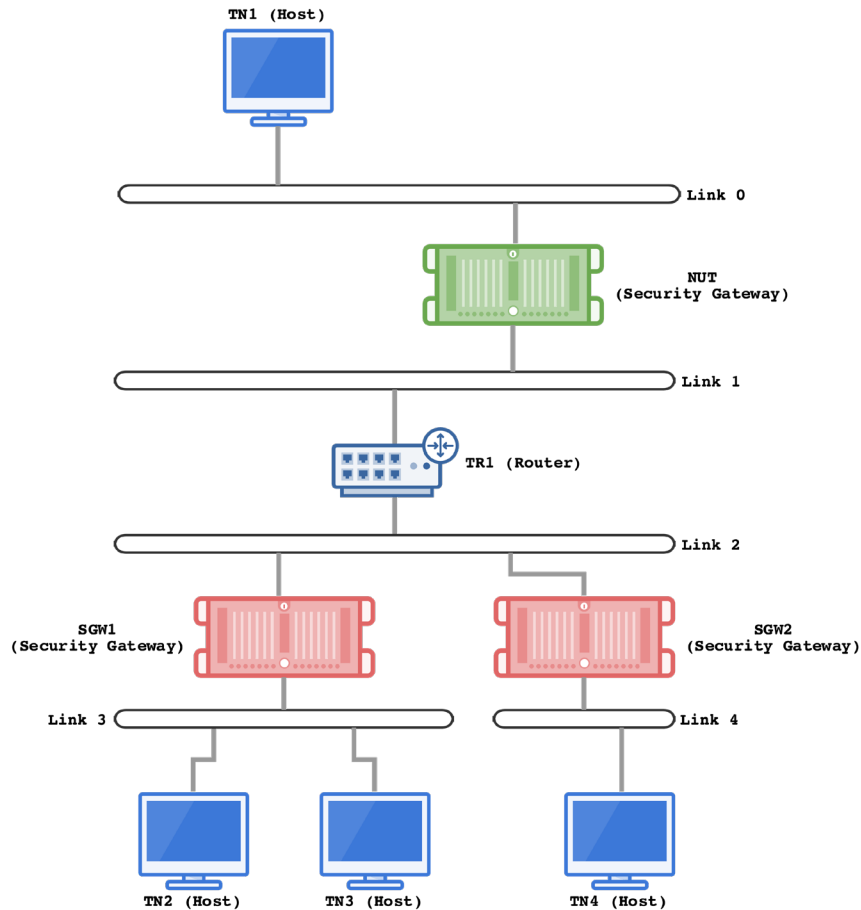 TN1 (Host)
Link 0
NUT
(Security Gateway)
Link 1
TR1 (Router)
Link 2
SGW1
(Security Gateway)
SGW2
(Security Gateway)
Link 3
Link 4
TN2 (Host)
TN3 (Host)
TN4 (Host)